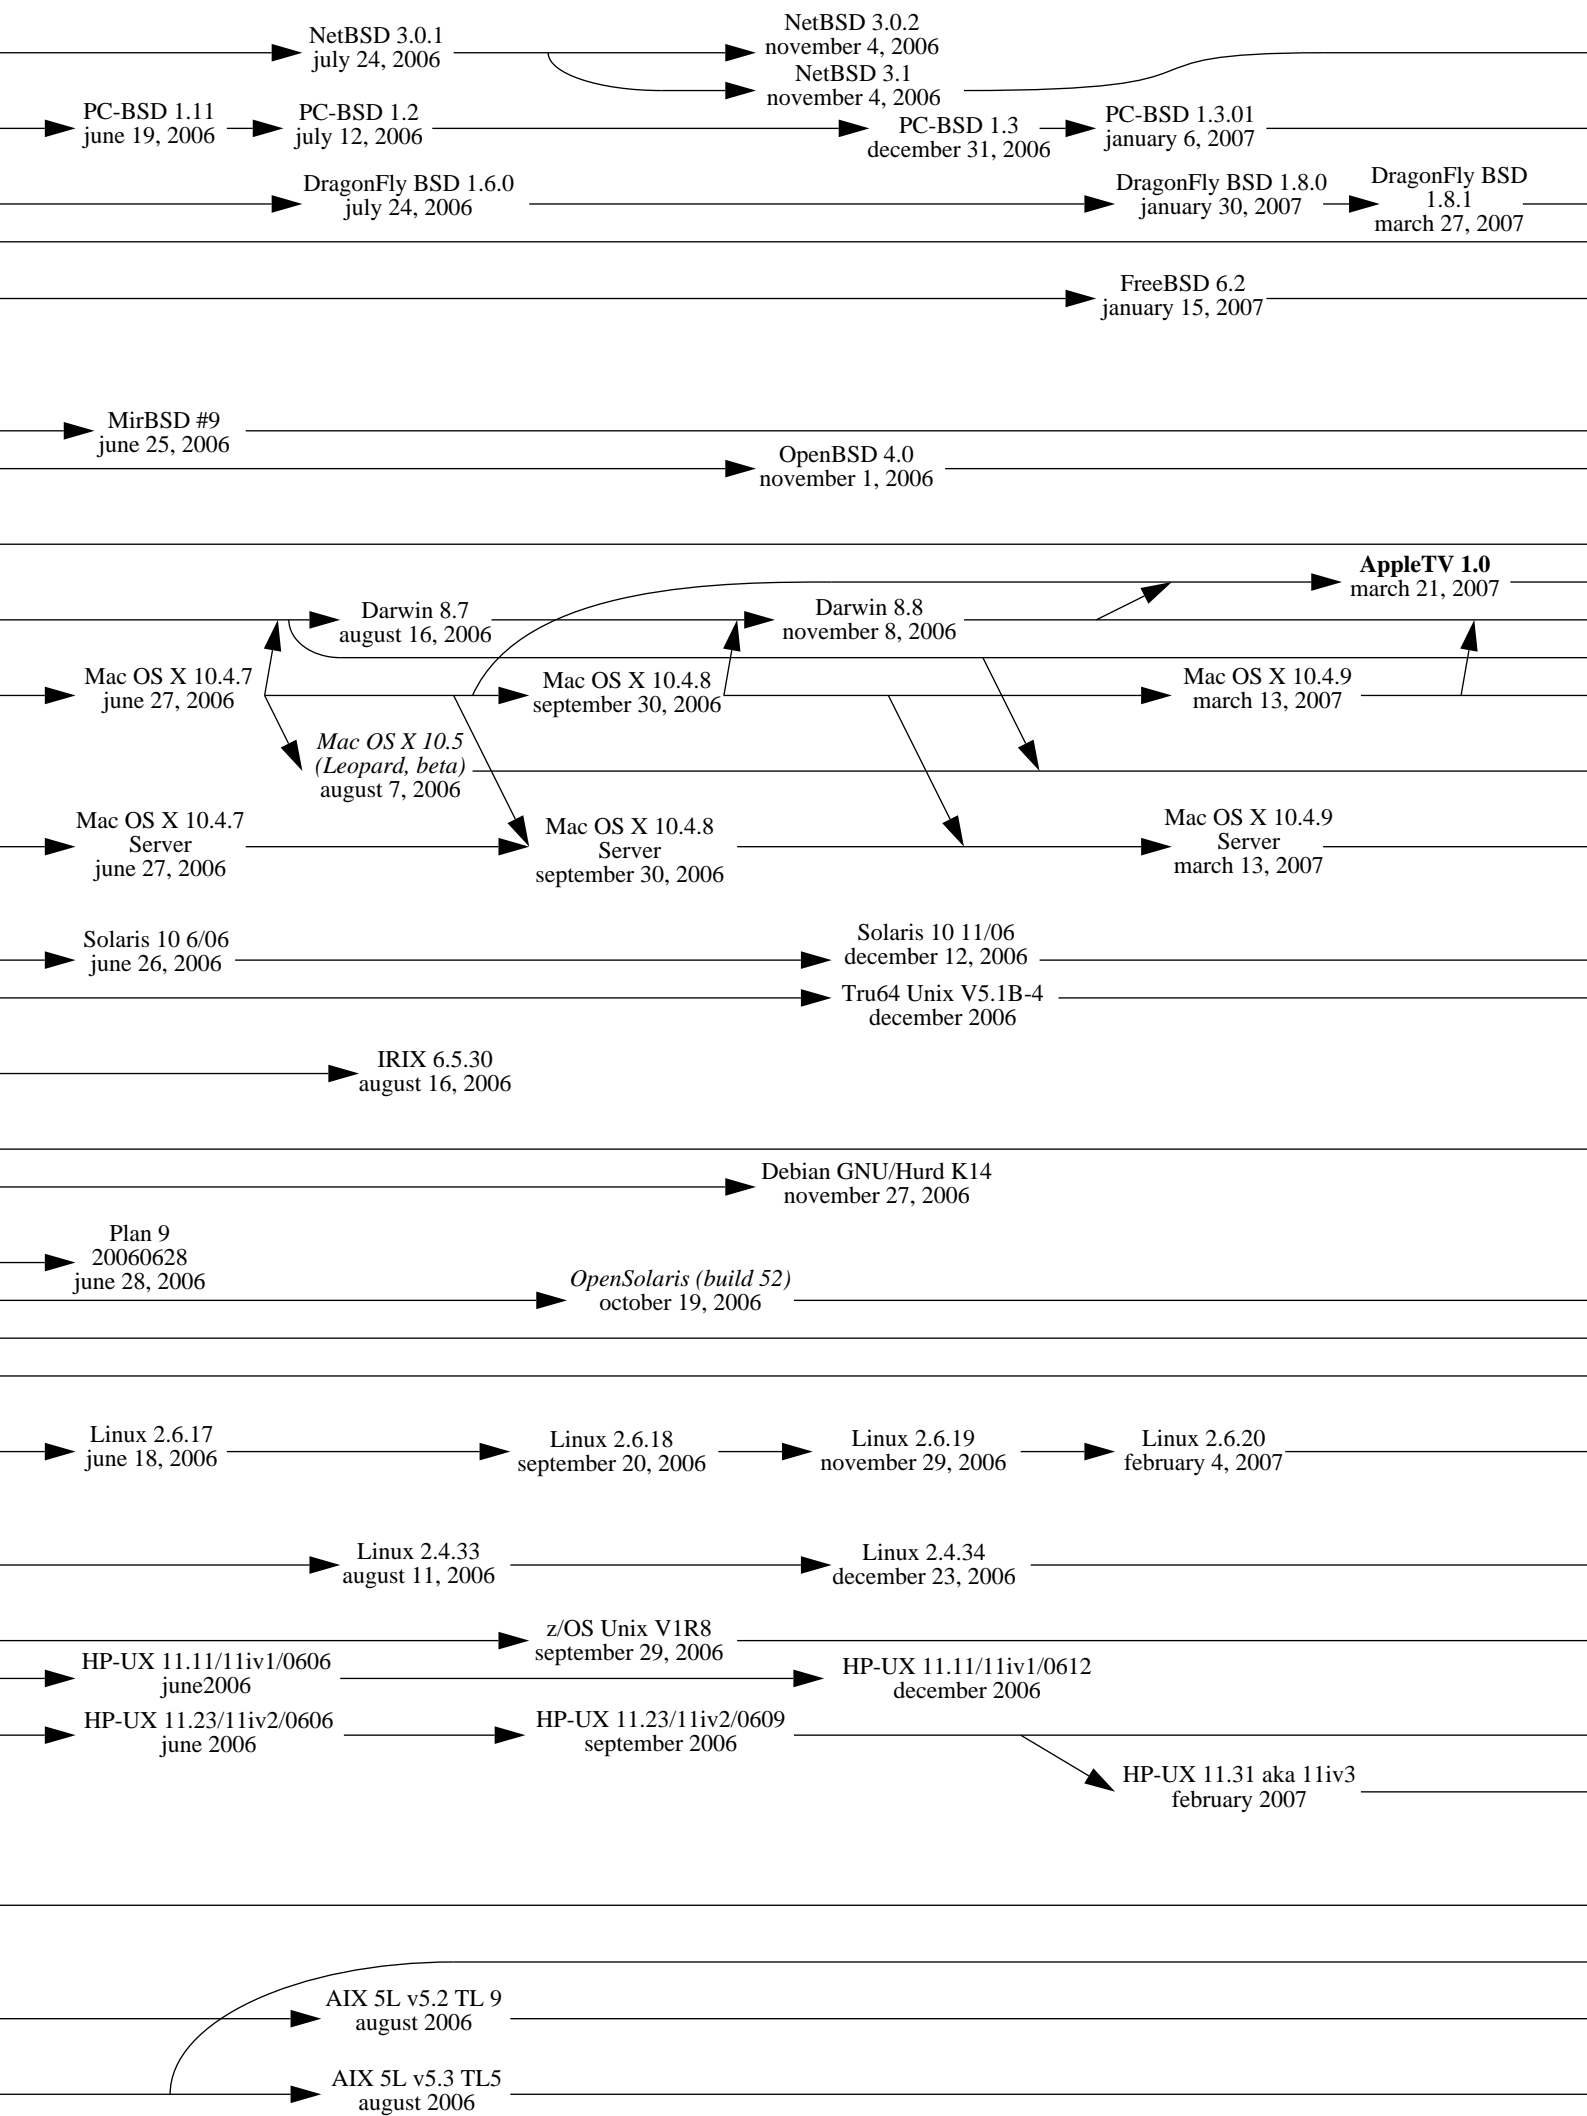 NetBSD 3.0.1
july 24, 2006
NetBSD 3.0.2
november 4, 2006
NetBSD 3.1
november 4, 2006
PC-BSD 1.11
june 19, 2006
PC-BSD 1.2
july 12, 2006
PC-BSD 1.3
december 31, 2006
PC-BSD 1.3.01
january 6, 2007
DragonFly BSD 1.6.0
july 24, 2006
DragonFly BSD 1.8.0
january 30, 2007
DragonFly BSD
1.8.1
march 27, 2007
FreeBSD 6.2
january 15, 2007
MirBSD #9
june 25, 2006
OpenBSD 4.0
november 1, 2006
AppleTV 1.0
march 21, 2007
Darwin 8.7
august 16, 2006
Darwin 8.8
november 8, 2006
Mac OS X 10.4.7
june 27, 2006
Mac OS X 10.4.8
september 30, 2006
Mac OS X 10.4.9
march 13, 2007
Mac OS X 10.5
(Leopard, beta)
august 7, 2006
Mac OS X 10.4.7
Server
june 27, 2006
Mac OS X 10.4.8
Server
september 30, 2006
Mac OS X 10.4.9
Server
march 13, 2007
Solaris 10 6/06
june 26, 2006
Solaris 10 11/06
december 12, 2006
Tru64 Unix V5.1B-4
december 2006
IRIX 6.5.30
august 16, 2006
Debian GNU/Hurd K14
november 27, 2006
Plan 9
20060628
june 28, 2006
OpenSolaris (build 52)
october 19, 2006
Linux 2.6.17
june 18, 2006
Linux 2.6.18
september 20, 2006
Linux 2.6.19
november 29, 2006
Linux 2.6.20
february 4, 2007
Linux 2.4.33
august 11, 2006
Linux 2.4.34
december 23, 2006
z/OS Unix V1R8
september 29, 2006
HP-UX 11.11/11iv1/0606
june2006
HP-UX 11.11/11iv1/0612
december 2006
HP-UX 11.23/11iv2/0606
june 2006
HP-UX 11.23/11iv2/0609
september 2006
HP-UX 11.31 aka 11iv3
february 2007
AIX 5L v5.2 TL 9
august 2006
AIX 5L v5.3 TL5
august 2006